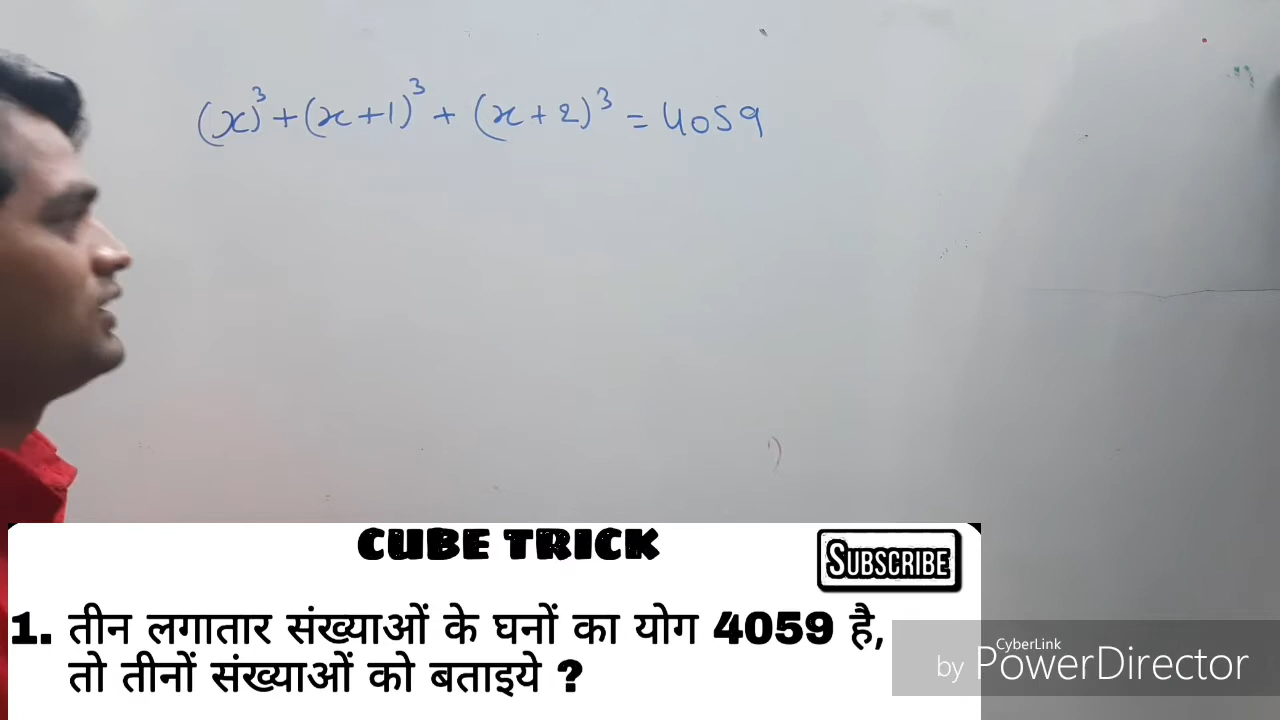 (x)³ + (x+1)³ + (x+2)³ = 4059
CUBE TRICK
SUBSCRIBE
1. तीन लगातार संख्याओं के घनों का योग 4059 है,
तो तीनों संख्याओं को बताइये ?
CyberLink
by PowerDirector